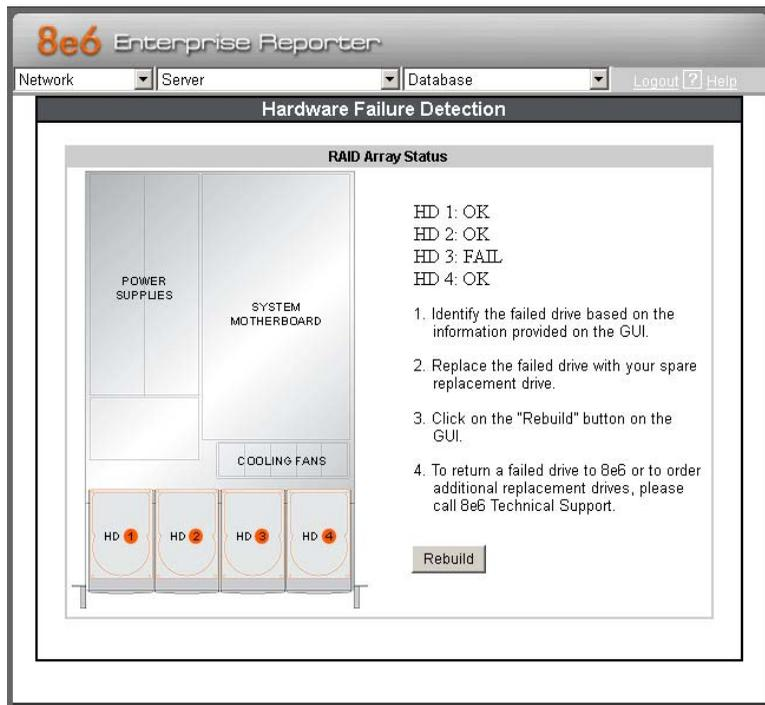 8e6 Enterprise Reporter
Network Server Database Logout ? Help
Hardware Failure Detection
RAID Array Status
POWER
SUPPLIES
SYSTEM
MOTHERBOARD
COOLING FANS
HD 1 HD 2 HD 3 HD 4
HD 1: OK
HD 2: OK
HD 3: FAIL
HD 4: OK
1. Identify the failed drive based on the
information provided on the GUI.
2. Replace the failed drive with your spare
replacement drive.
3. Click on the "Rebuild" button on the
GUI.
4. To return a failed drive to 8e6 or to order
additional replacement drives, please
call 8e6 Technical Support.
Rebuild